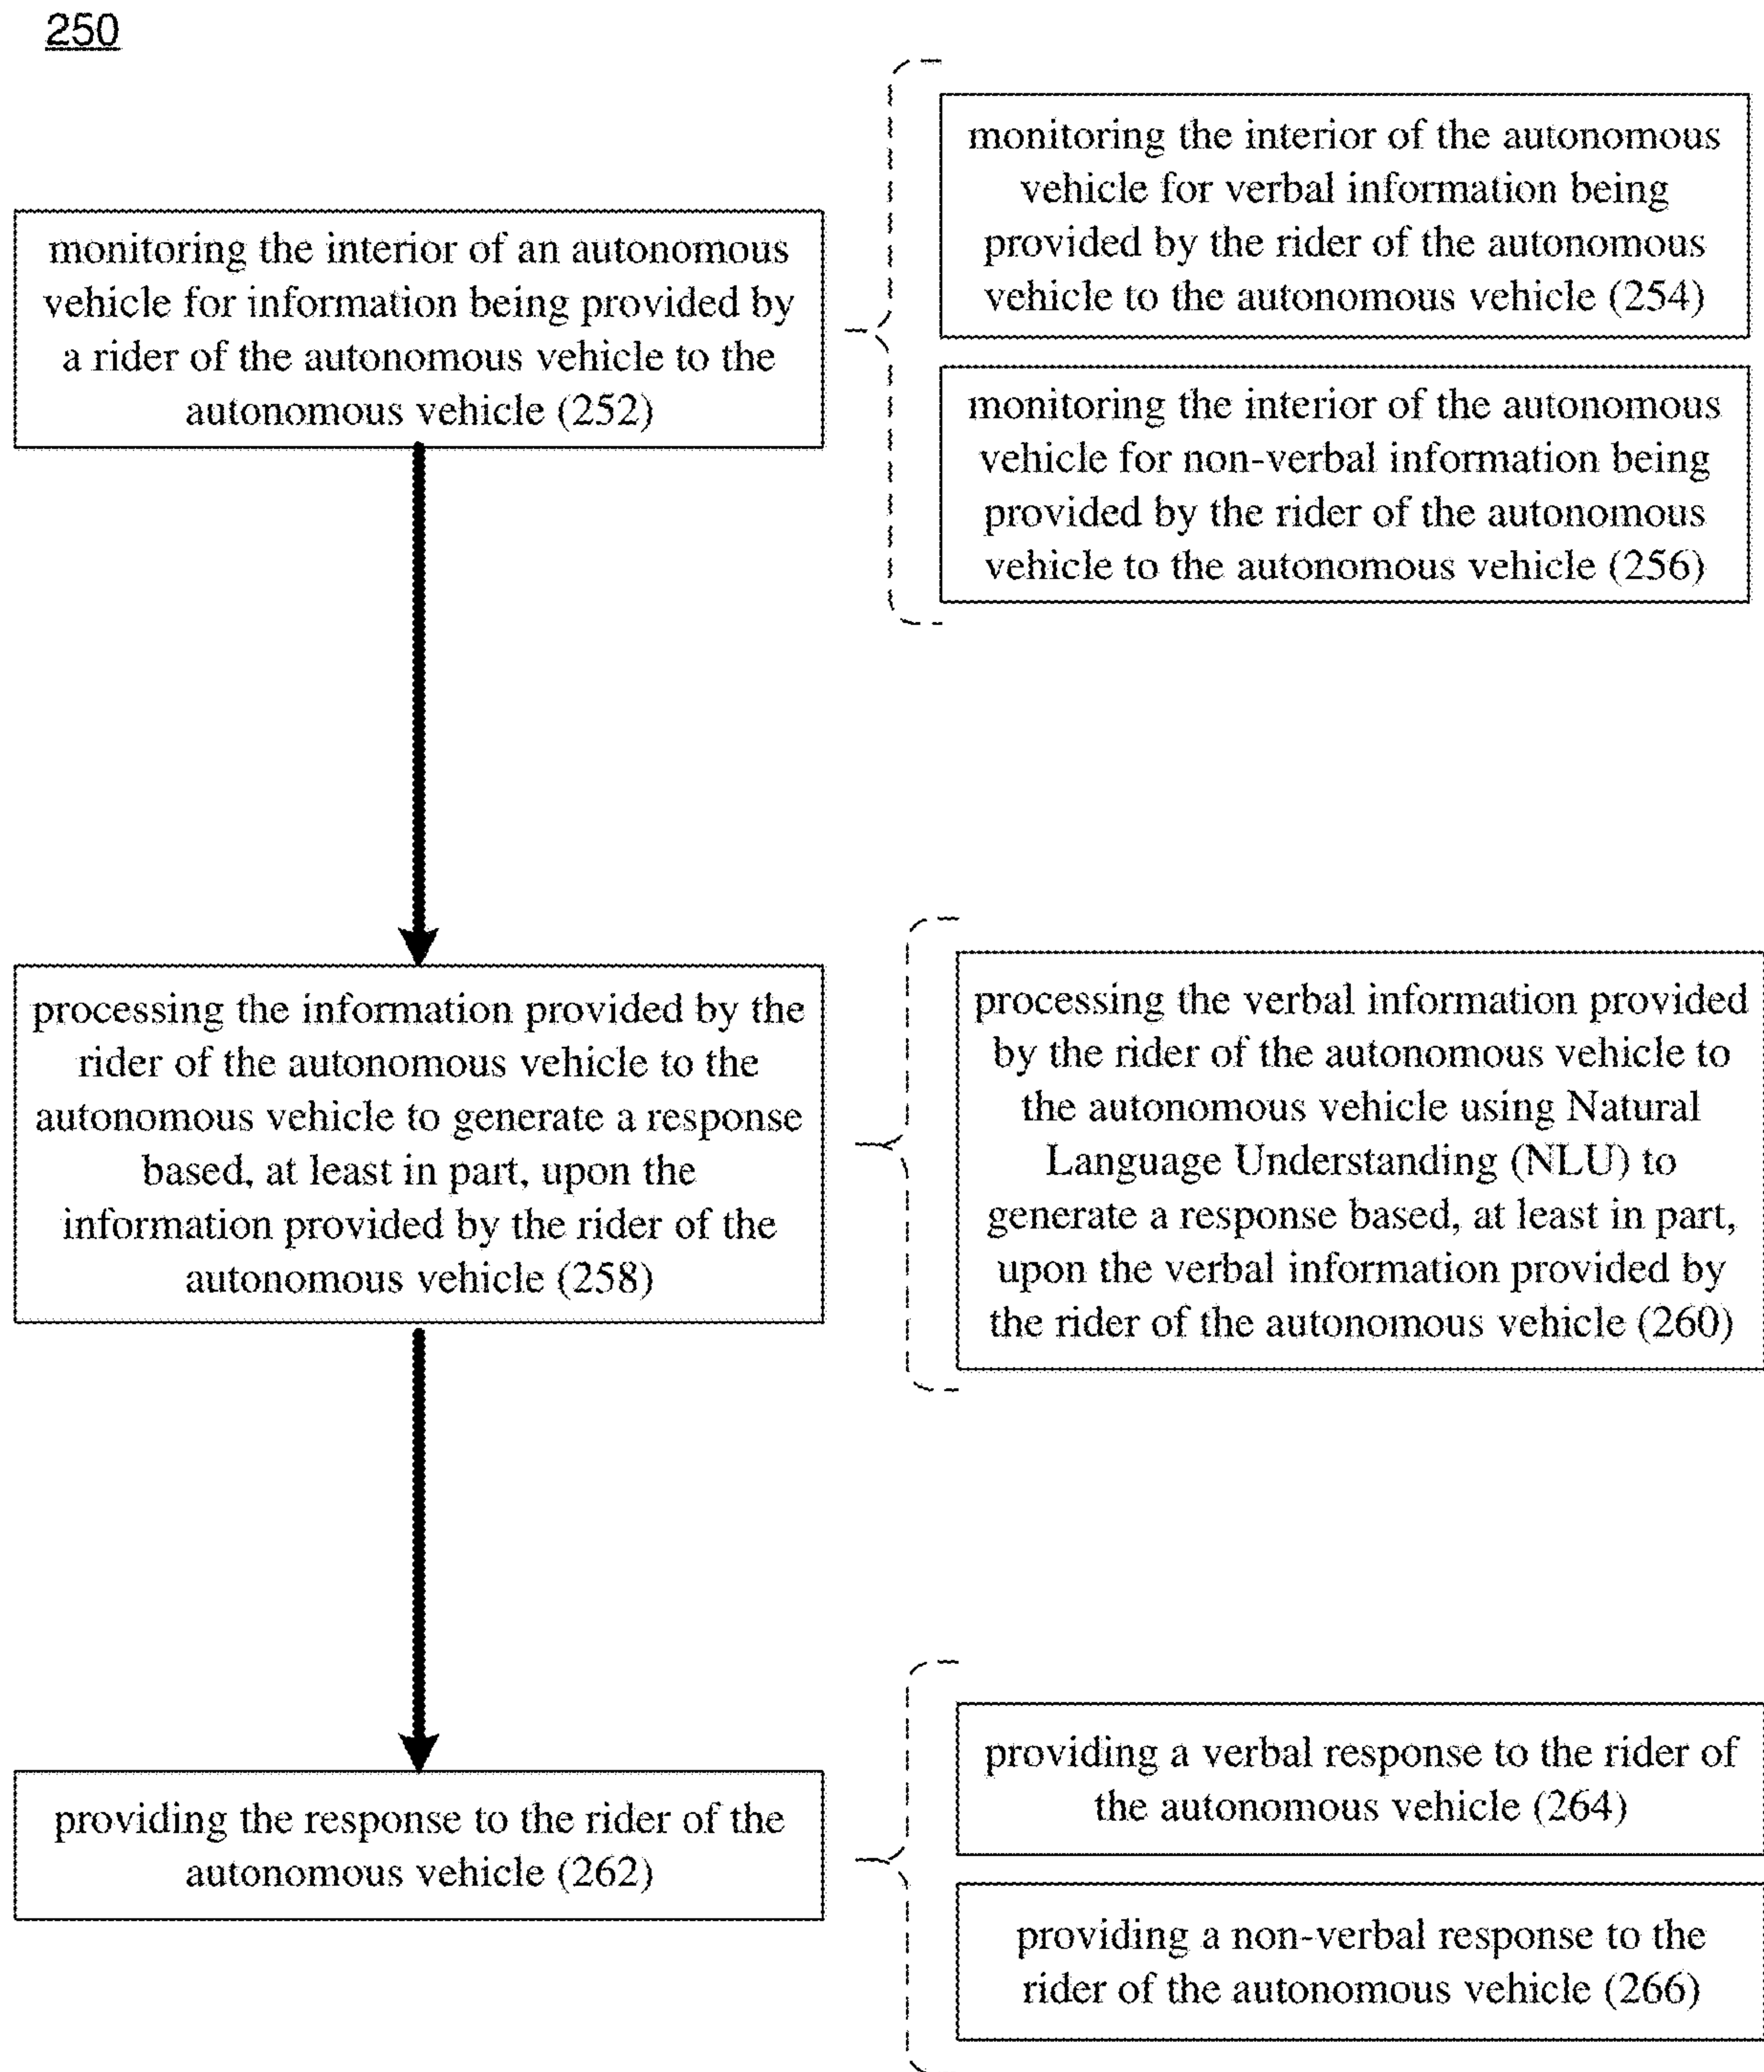 250
monitoring the interior of an autonomous
vehicle for information being provided by
a rider of the autonomous vehicle to the
autonomous vehicle (252)
monitoring the interior of the autonomous
vehicle for verbal information being
provided by the rider of the autonomous
vehicle to the autonomous vehicle (254)
monitoring the interior of the autonomous
vehicle for non-verbal information being
provided by the rider of the autonomous
vehicle to the autonomous vehicle (256)
processing the information provided by the
rider of the autonomous vehicle to the
autonomous vehicle to generate a response
based, at least in part, upon the
information provided by the rider of the
autonomous vehicle (258)
processing the verbal information provided
by the rider of the autonomous vehicle to
the autonomous vehicle using Natural
Language Understanding (NLU) to
generate a response based, at least in part,
upon the verbal information provided by
the rider of the autonomous vehicle (260)
providing the response to the rider of the
autonomous vehicle (262)
providing a verbal response to the rider of
the autonomous vehicle (264)
providing a non-verbal response to the
rider of the autonomous vehicle (266)